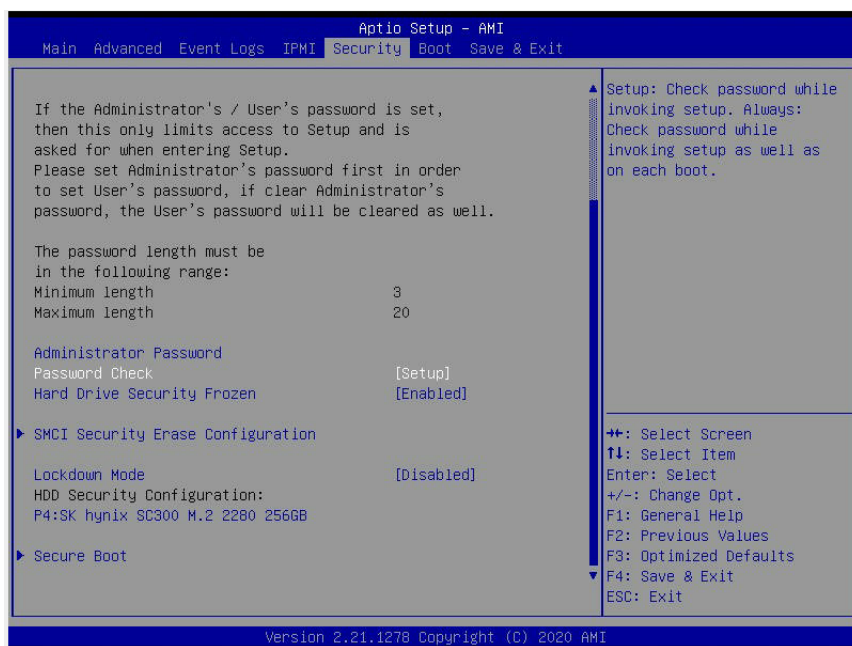 Aptio Setup - AMI
Main Advanced Event Logs IPMI Security Boot Save & Exit
If the Administrator's / User's password is set,
then this only limits access to Setup and is
asked for when entering Setup.
Please set Administrator's password first in order
to set User's password, if clear Administrator's
password, the User's password will be cleared as well.
The password length must be
in the following range:
Minimum length 3
Maximum length 20
Administrator Password
Password Check [Setup]
Hard Drive Security Frozen [Enabled]
SMCI Security Erase Configuration
Lockdown Mode [Disabled]
HDD Security Configuration:
P4:SK hynix SC300 M.2 2280 256GB
Secure Boot
Setup: Check password while
invoking setup. Always:
Check password while
invoking setup as well as
on each boot.
→←: Select Screen
↑↓: Select Item
Enter: Select
+/-: Change Opt.
F1: General Help
F2: Previous Values
F3: Optimized Defaults
F4: Save & Exit
ESC: Exit
Version 2.21.1278 Copyright (C) 2020 AMI